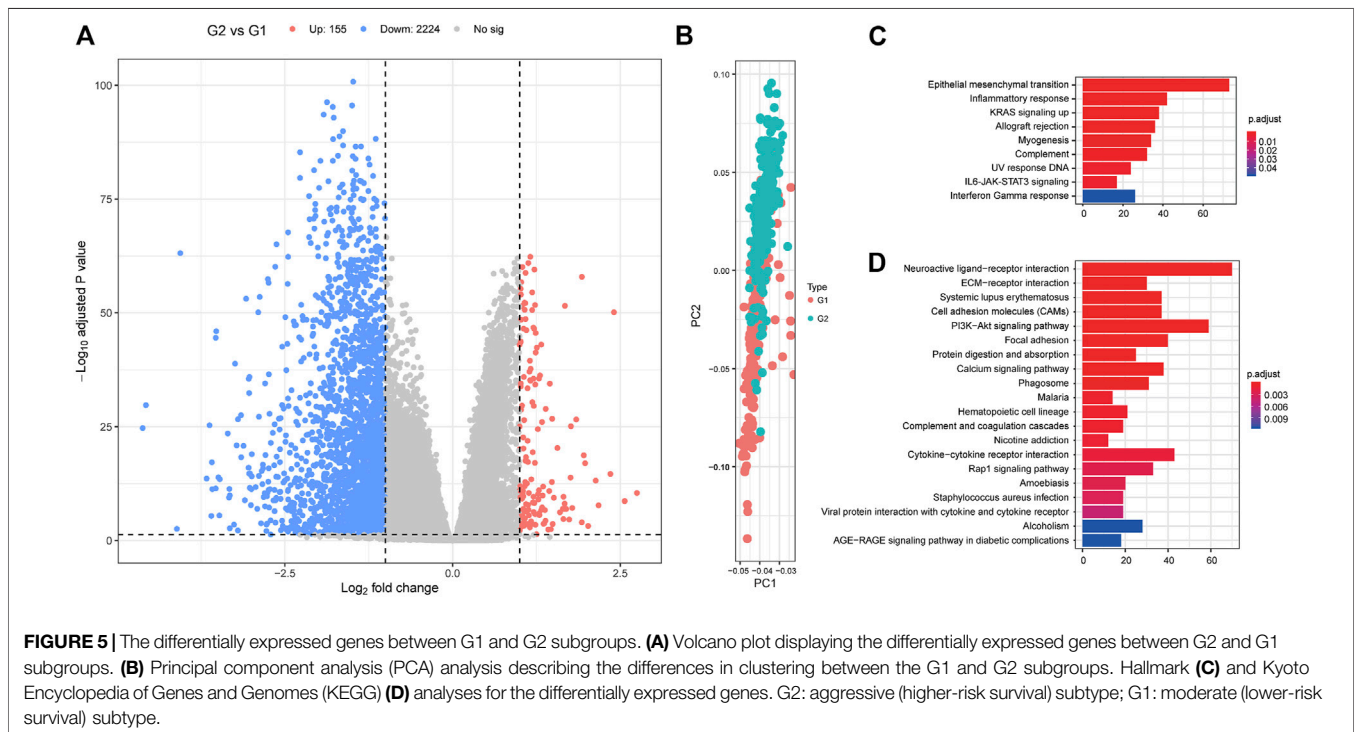 A
G2 vs G1 Up: 155 Dowm: 2224 No sig
100
75
50
25
0
−Log10 adjusted P value
−2.5 0.0 2.5
Log2 fold change
B
0.10
0.05
0.00
−0.05
−0.10
PC2
−0.05 −0.04 −0.03
PC1
Type
G1
G2
C
Epithelial mesenchymal transition
Inflammatory response
KRAS signaling up
Allograft rejection
Myogenesis
Complement
UV response DNA
IL6-JAK-STAT3 signaling
Interferon Gamma response
0 20 40 60
p.adjust
0.01
0.02
0.03
0.04
D
Neuroactive ligand−receptor interaction
ECM−receptor interaction
Systemic lupus erythematosus
Cell adhesion molecules (CAMs)
PI3K−Akt signaling pathway
Focal adhesion
Protein digestion and absorption
Calcium signaling pathway
Phagosome
Malaria
Hematopoietic cell lineage
Complement and coagulation cascades
Nicotine addiction
Cytokine−cytokine receptor interaction
Rap1 signaling pathway
Amoebiasis
Staphylococcus aureus infection
Viral protein interaction with cytokine and cytokine receptor
Alcoholism
AGE−RAGE signaling pathway in diabetic complications
0 20 40 60
p.adjust
0.003
0.006
0.009
FIGURE 5 | The differentially expressed genes between G1 and G2 subgroups. (A) Volcano plot displaying the differentially expressed genes between G2 and G1
subgroups. (B) Principal component analysis (PCA) analysis describing the differences in clustering between the G1 and G2 subgroups. Hallmark (C) and Kyoto
Encyclopedia of Genes and Genomes (KEGG) (D) analyses for the differentially expressed genes. G2: aggressive (higher-risk survival) subtype; G1: moderate (lower-risk
survival) subtype.